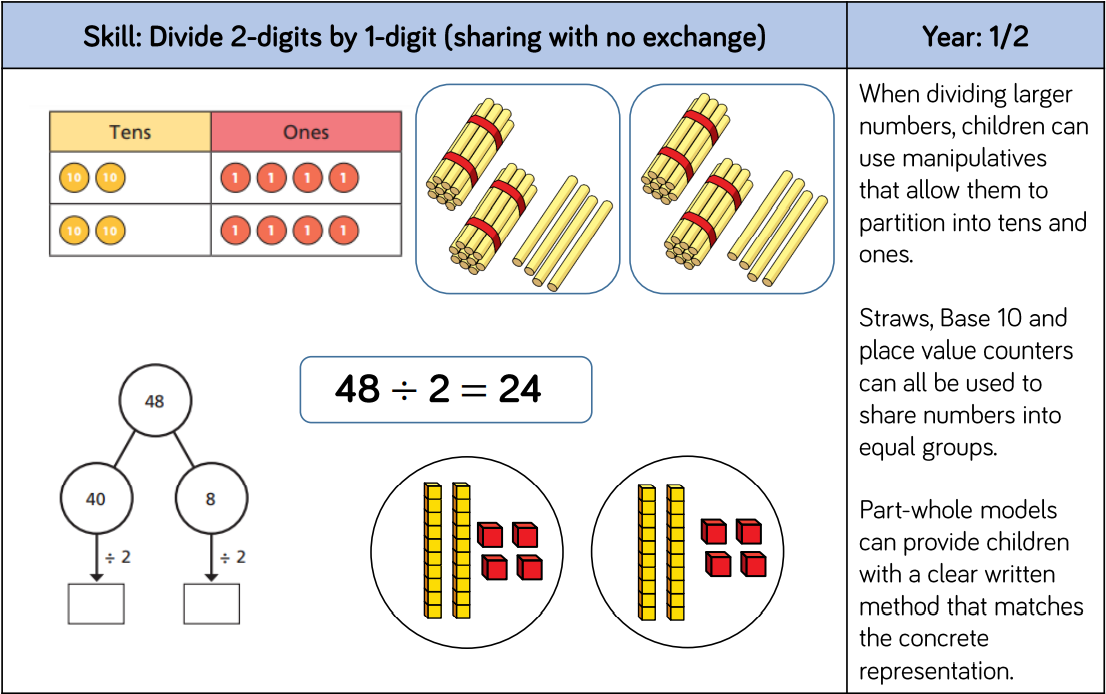 Skill: Divide 2-digits by 1-digit (sharing with no exchange)
Year: 1/2
Tens Ones
10 10 1 1 1 1
10 10 1 1 1 1
48 ÷ 2 = 24
48
40 8
÷ 2 ÷ 2
When dividing larger
numbers, children can
use manipulatives
that allow them to
partition into tens and
ones.
Straws, Base 10 and
place value counters
can all be used to
share numbers into
equal groups.
Part-whole models
can provide children
with a clear written
method that matches
the concrete
representation.